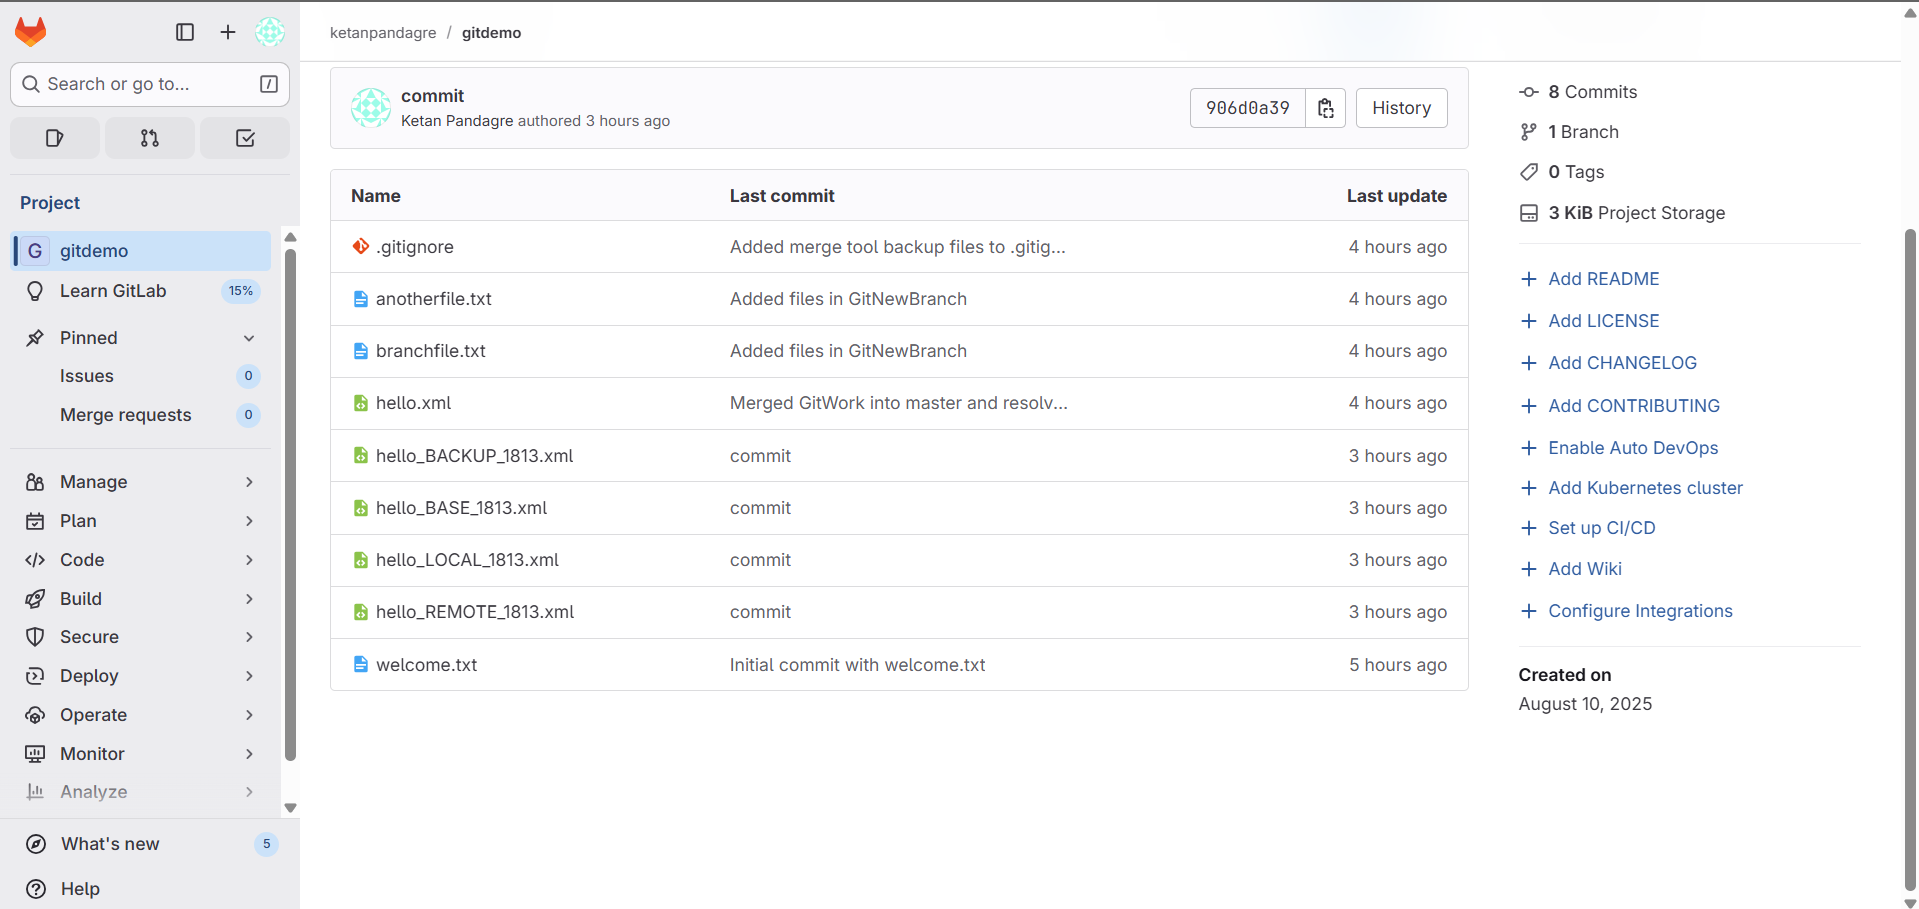 ketanpandagre / gitdemo
Search or go to... /
Project
G gitdemo
Learn GitLab 15%
Pinned
Issues 0
Merge requests 0
Manage
Plan
Code
Build
Secure
Deploy
Operate
Monitor
Analyze
What's new 5
Help
commit
Ketan Pandagre authored 3 hours ago
906d0a39
History
Name Last commit Last update
.gitignore Added merge tool backup files to .gitig... 4 hours ago
anotherfile.txt Added files in GitNewBranch 4 hours ago
branchfile.txt Added files in GitNewBranch 4 hours ago
hello.xml Merged GitWork into master and resolv... 4 hours ago
hello_BACKUP_1813.xml commit 3 hours ago
hello_BASE_1813.xml commit 3 hours ago
hello_LOCAL_1813.xml commit 3 hours ago
hello_REMOTE_1813.xml commit 3 hours ago
welcome.txt Initial commit with welcome.txt 5 hours ago
8 Commits
1 Branch
0 Tags
3 KiB Project Storage
Add README
Add LICENSE
Add CHANGELOG
Add CONTRIBUTING
Enable Auto DevOps
Add Kubernetes cluster
Set up CI/CD
Add Wiki
Configure Integrations
Created on
August 10, 2025